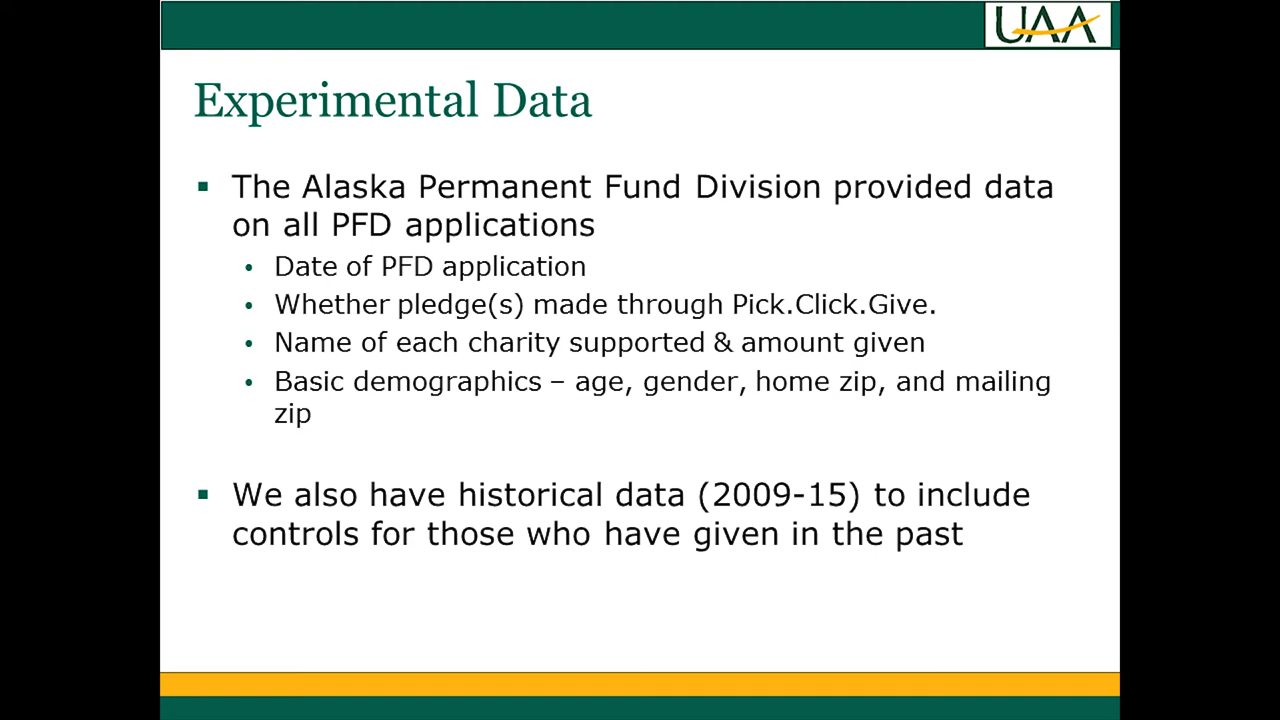 UAA
Experimental Data
▪ The Alaska Permanent Fund Division provided data
on all PFD applications
• Date of PFD application
• Whether pledge(s) made through Pick.Click.Give.
• Name of each charity supported & amount given
• Basic demographics – age, gender, home zip, and mailing
zip
▪ We also have historical data (2009-15) to include
controls for those who have given in the past